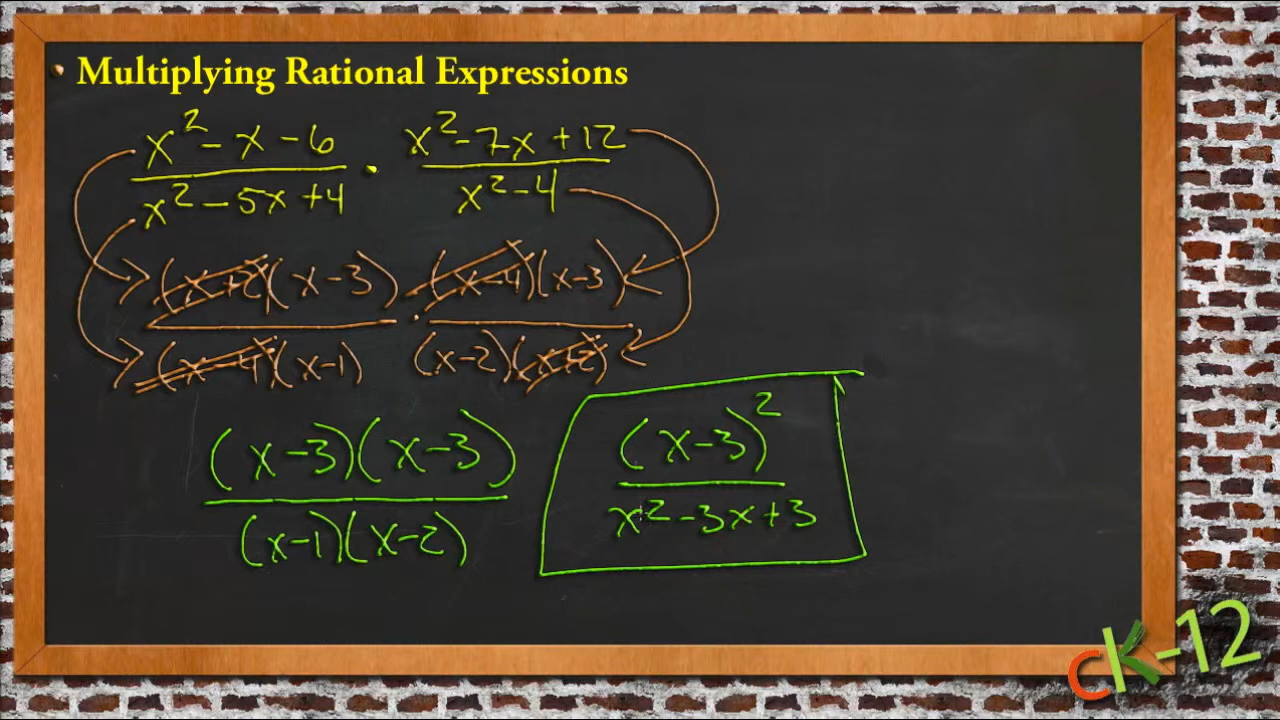 • Multiplying Rational Expressions
x² - x - 6 / x² - 5x + 4 · x² - 7x + 12 / x² - 4
(x+2)(x-3) / (x-4)(x-1) · (x-4)(x-3) / (x-2)(x+2)
(x-3)(x-3) / (x-1)(x-2)
(x-3)² / x² - 3x + 3
cK-12